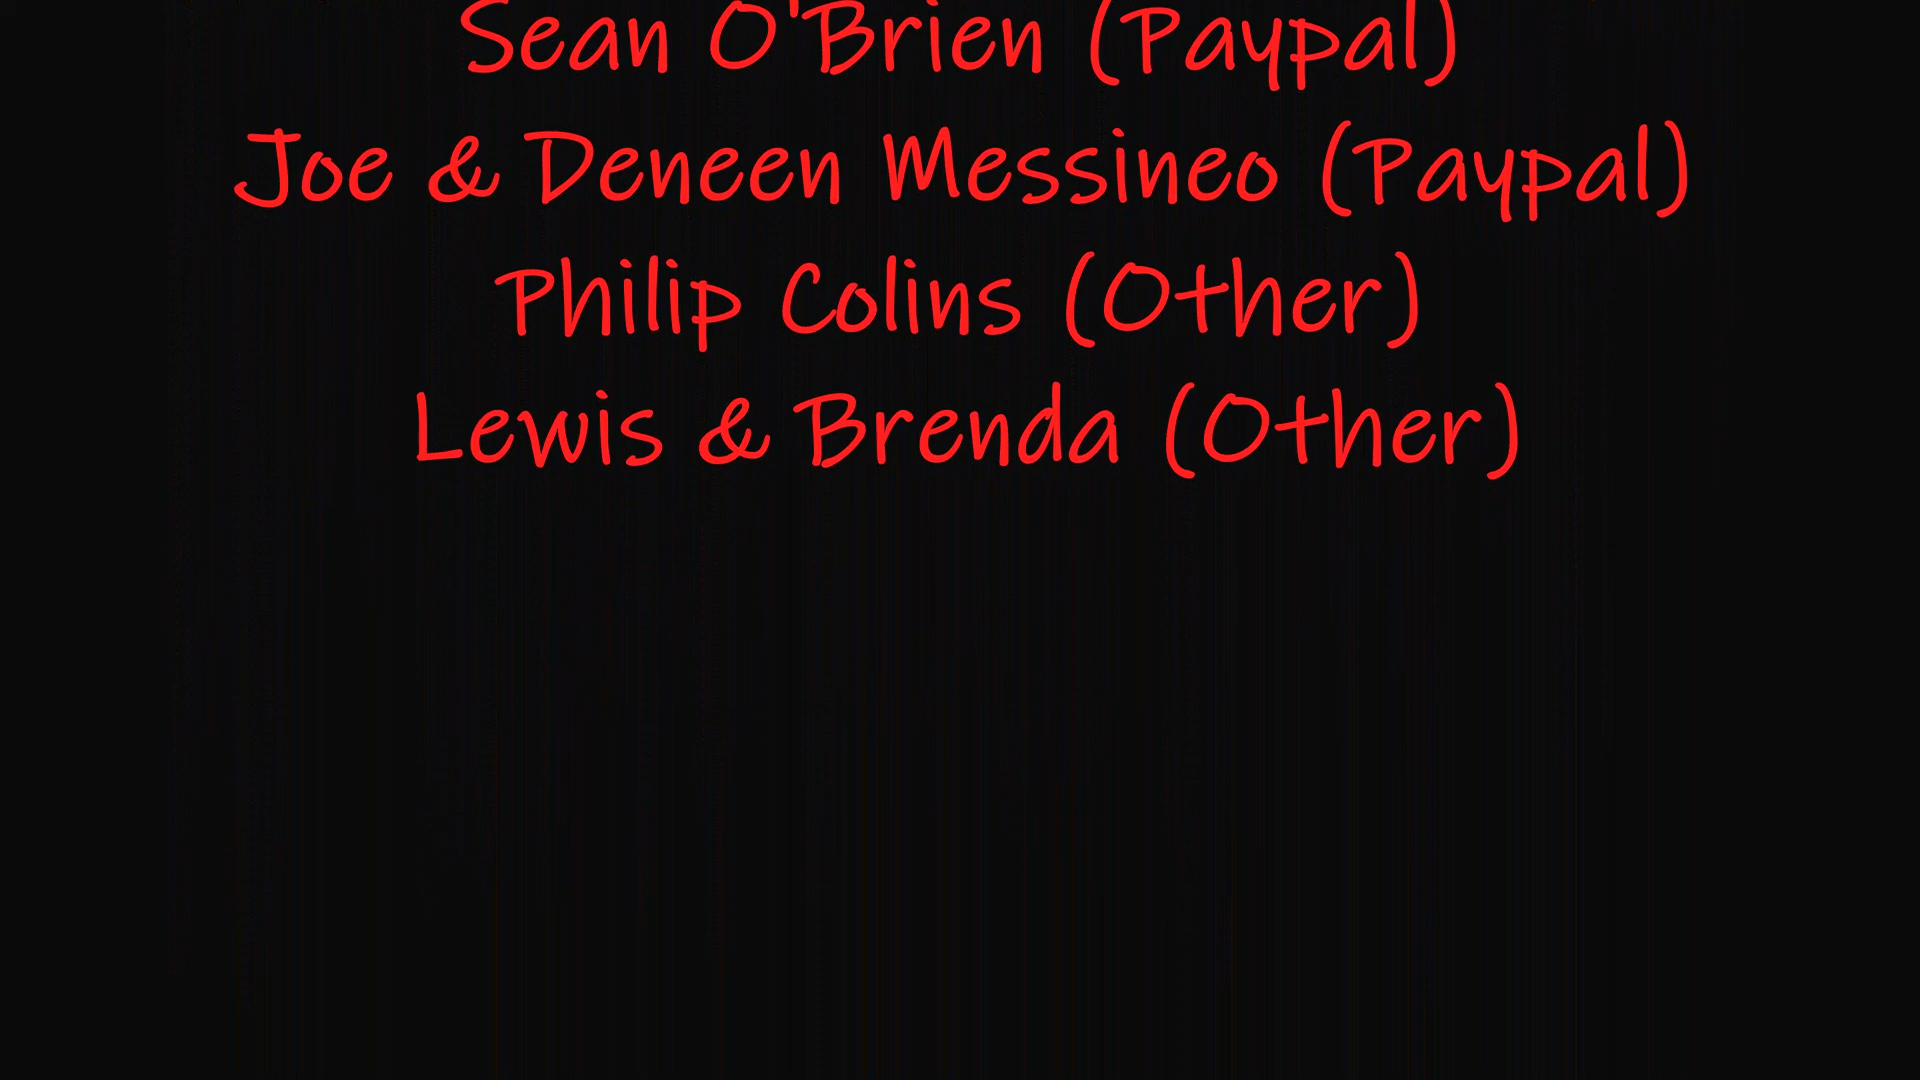 Sean O'Brien (Paypal)
Joe & Deneen Messineo (Paypal)
Philip Colins (Other)
Lewis & Brenda (Other)